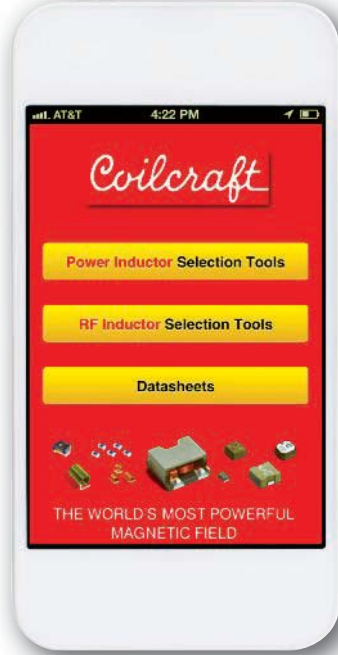 AT&T 4:22 PM
Coilcraft
Power Inductor Selection Tools
RF Inductor Selection Tools
Datasheets
THE WORLD'S MOST POWERFUL
MAGNETIC FIELD